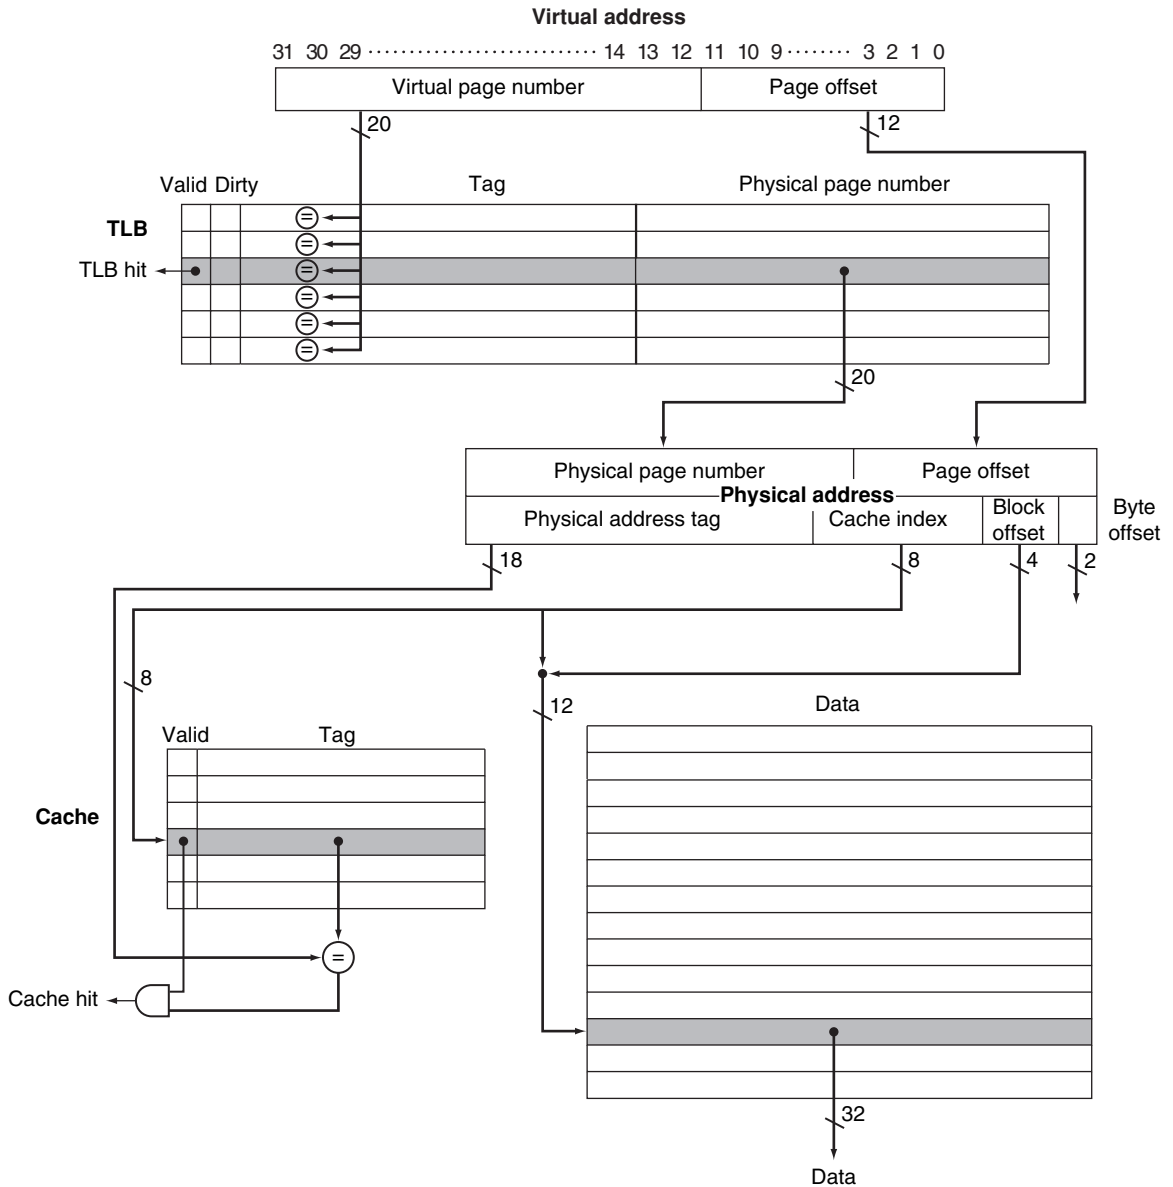 Virtual address
31 30 29 ............................ 14 13 12 11 10 9 ........ 3 2 1 0
Virtual page number Page offset
20 12
Valid Dirty Tag Physical page number
TLB
=
=
TLB hit =
=
=
=
20
Physical page number Page offset
Physical address
Physical address tag Cache index Block offset Byte offset
18 8 4 2
8
12
Data
Valid Tag
Cache
=
Cache hit
32
Data